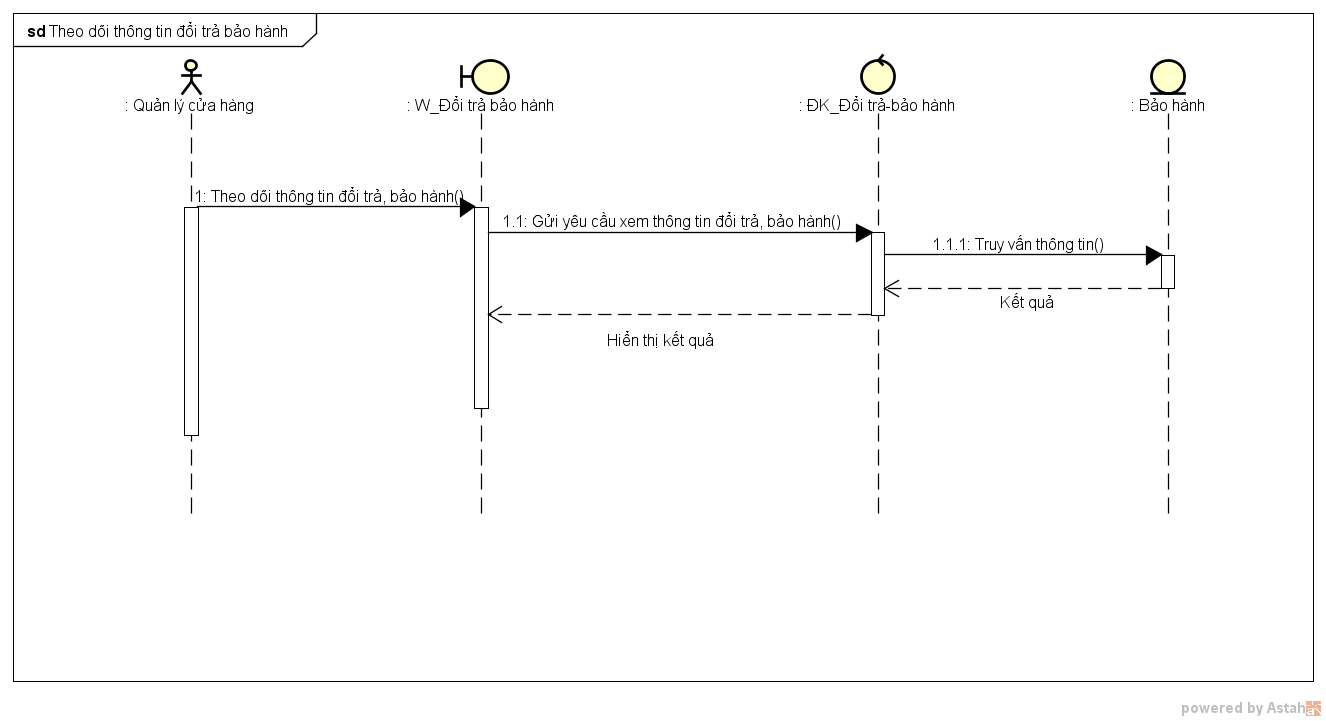 sd Theo dõi thông tin đổi trả bảo hành
: Quản lý cửa hàng
: W_Đổi trả bảo hành
: ĐK_Đổi trả-bảo hành
: Bảo hành
1: Theo dõi thông tin đổi trả, bảo hành()
1.1: Gửi yêu cầu xem thông tin đổi trả, bảo hành()
1.1.1: Truy vấn thông tin()
Kết quả
Hiển thị kết quả
powered by Astah